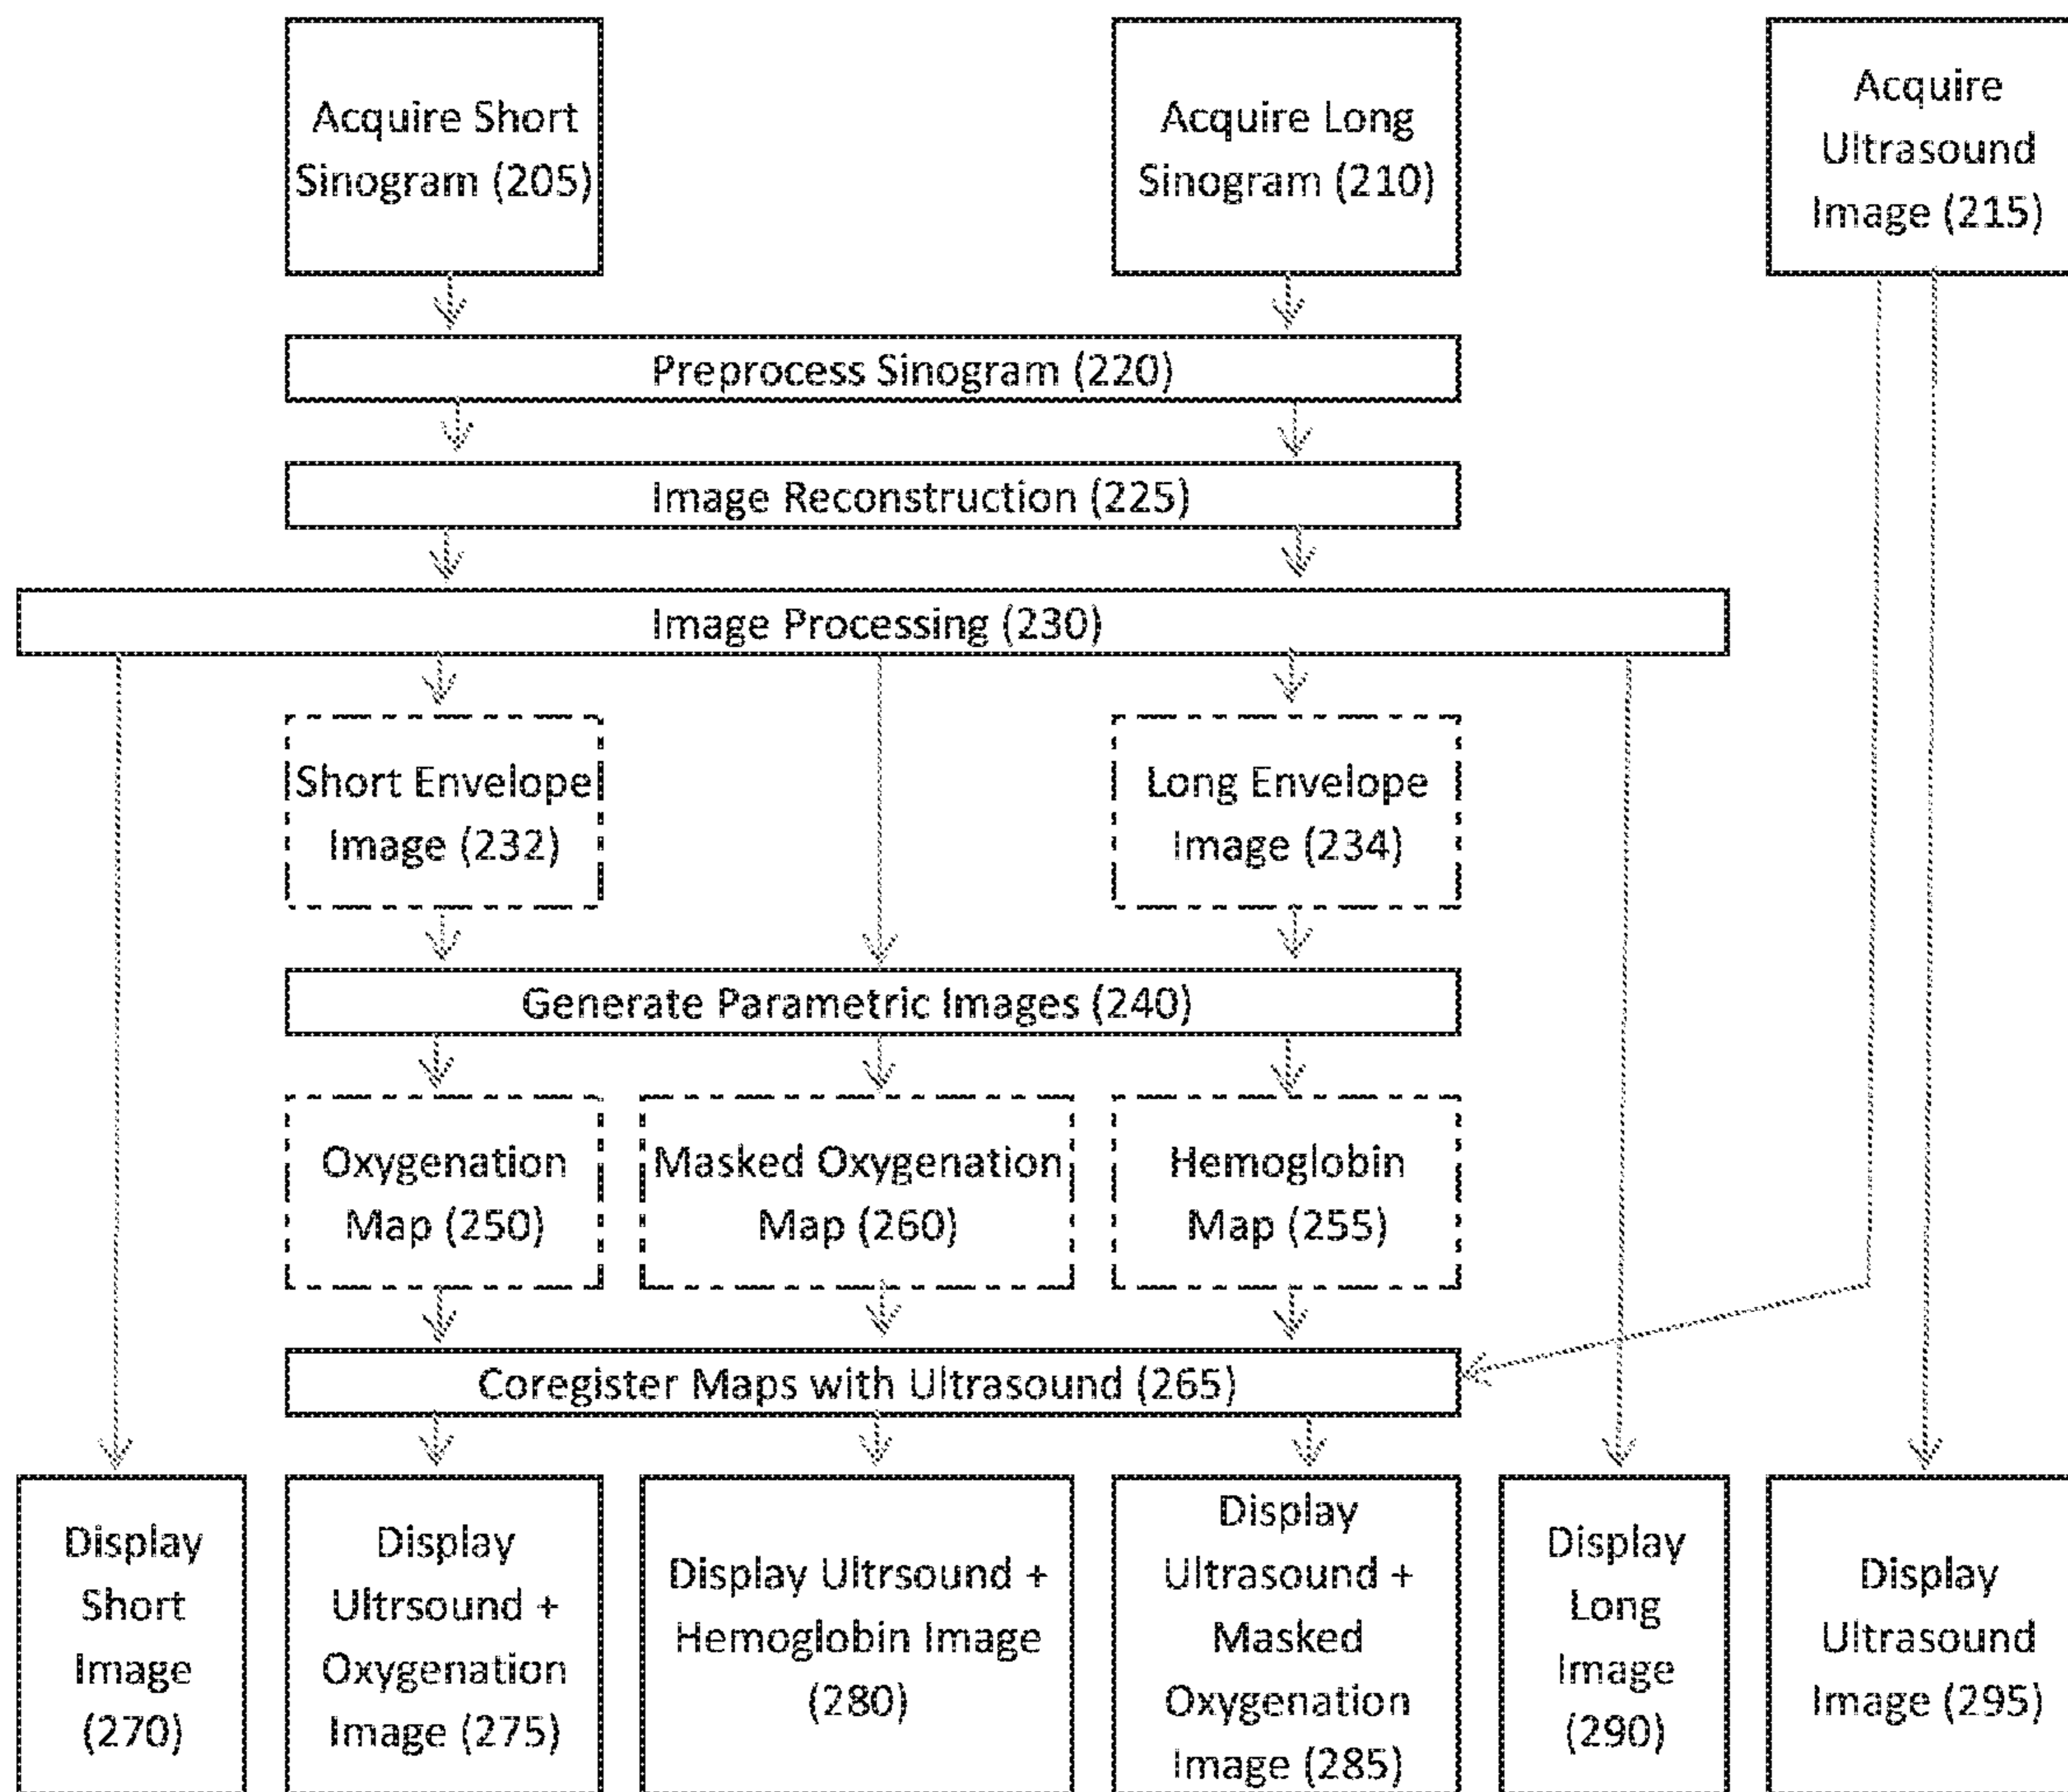 Acquire Short
Sinogram (205)
Acquire Long
Sinogram (210)
Acquire
Ultrasound
Image (215)
Preprocess Sinogram (220)
Image Reconstruction (225)
Image Processing (230)
Short Envelope
Image (232)
Long Envelope
Image (234)
Generate Parametric Images (240)
Oxygenation
Map (250)
Masked Oxygenation
Map (260)
Hemoglobin
Map (255)
Coregister Maps with Ultrasound (265)
Display
Short
Image
(270)
Display
Ultrsound +
Oxygenation
Image (275)
Display Ultrsound +
Hemoglobin Image
(280)
Display
Ultrasound +
Masked
Oxygenation
Image (285)
Display
Long
Image
(290)
Display
Ultrasound
Image (295)